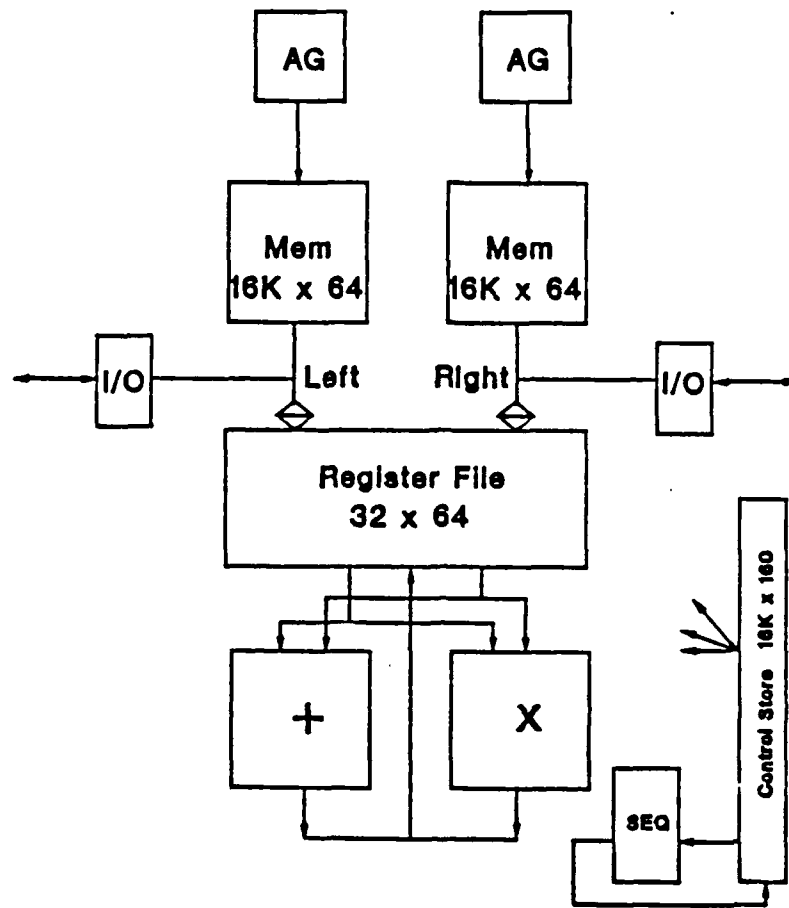 AG
AG
Mem
16K x 64
Mem
16K x 64
I/O
Left
Right
I/O
Register File
32 x 64
+
X
Control Store 16K x 160
SEQ